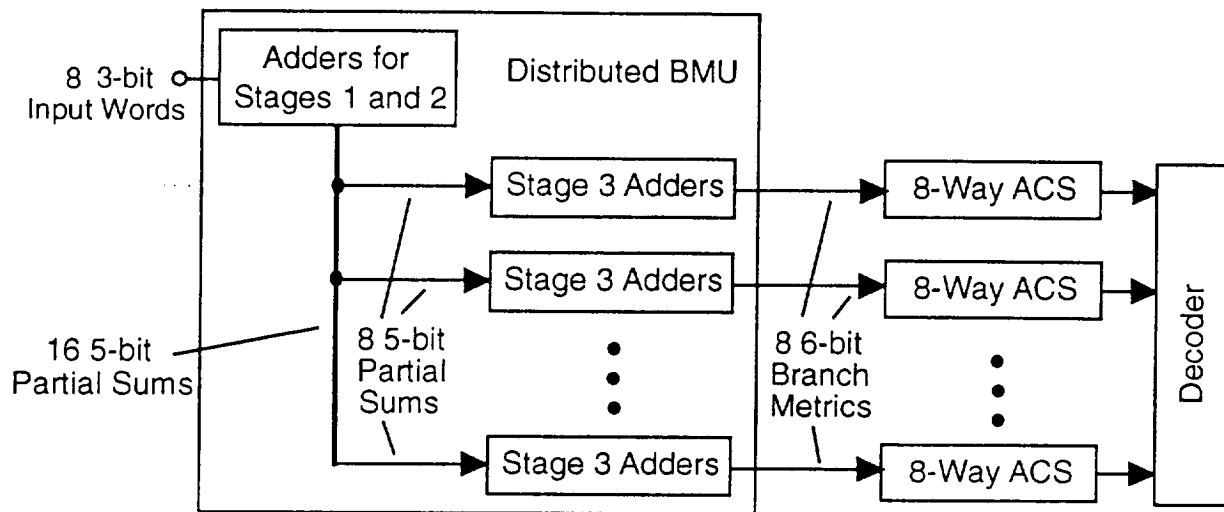 8 3-bit
Input Words
Adders for
Stages 1 and 2
Distributed BMU
Stage 3 Adders
8-Way ACS
Stage 3 Adders
8-Way ACS
16 5-bit
Partial Sums
8 5-bit
Partial
Sums
8 6-bit
Branch
Metrics
Decoder
Stage 3 Adders
8-Way ACS